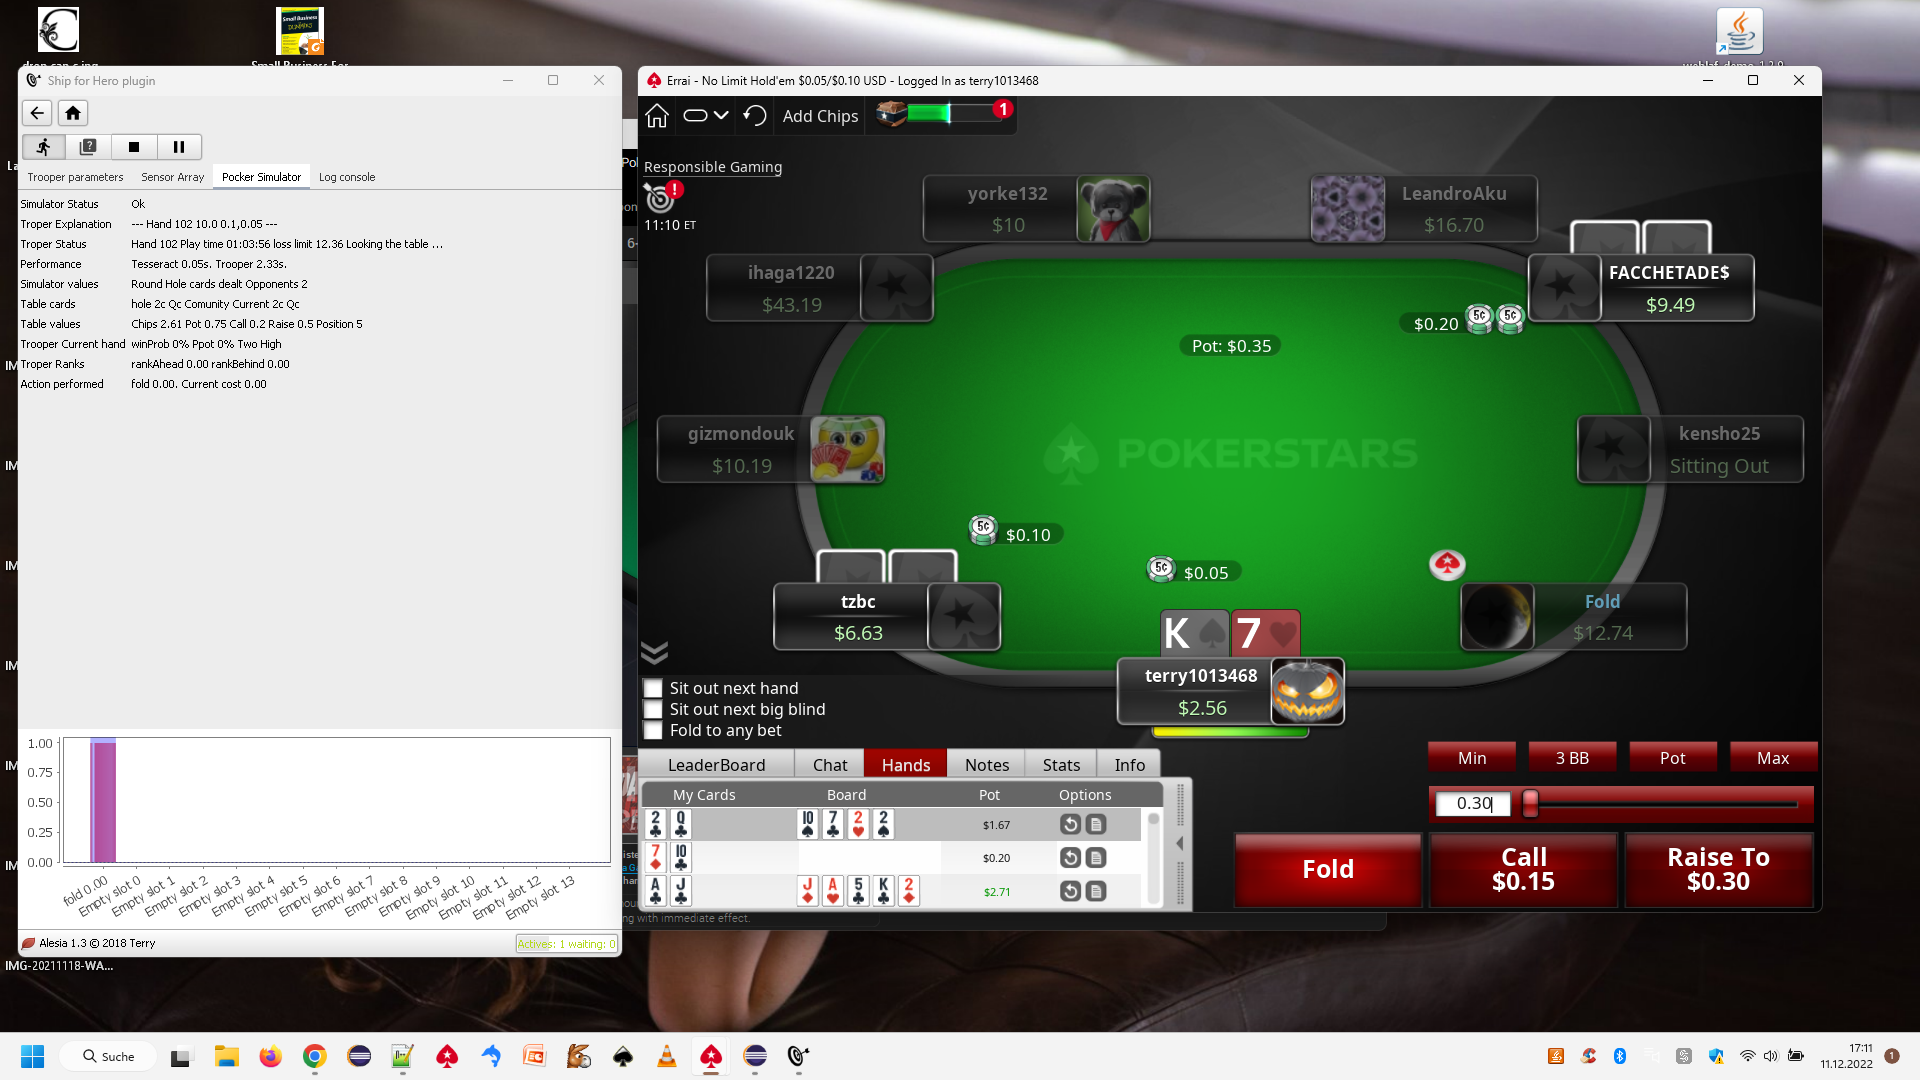 Ship for Hero plugin
Trooper parameters
Sensor Array
Pocker Simulator
Log console
Simulator Status Ok
Troper Explanation --- Hand 102 10.0 0.1,0.05 ---
Troper Status Hand 102 Play time 01:03:56 loss limit 12.36 Looking the table ...
Performance Tesseract 0.05s. Trooper 2.33s.
Simulator values Round Hole cards dealt Opponents 2
Table cards hole 2c Qc Comunity Current 2c Qc
Table values Chips 2.61 Pot 0.75 Call 0.2 Raise 0.5 Position 5
Trooper Current hand winProb 0% Ppot 0% Two High
Troper Ranks rankAhead 0.00 rankBehind 0.00
Action performed fold 0.00. Current cost 0.00
1.00
0.75
0.50
0.25
0.00
fold 0.00
Empty slot 0
Empty slot 1
Empty slot 2
Empty slot 3
Empty slot 4
Empty slot 5
Empty slot 6
Empty slot 7
Empty slot 8
Empty slot 9
Empty slot 10
Empty slot 11
Empty slot 12
Empty slot 13
Alesia 1.3 © 2018 Terry
Actives: 1 waiting: 0
IMG-20211118-WA...
Errai - No Limit Hold'em $0.05/$0.10 USD - Logged In as terry1013468
Add Chips
1
Responsible Gaming
11:10 ET
yorke132
$10
LeandroAku
$16.70
ihaga1220
$43.19
FACCHETADE$
$9.49
$0.20
5¢
5¢
Pot: $0.35
gizmondouk
$10.19
POKERSTARS
kensho25
Sitting Out
5¢
$0.10
5¢
$0.05
tzbc
$6.63
K
7
Fold
$12.74
terry1013468
$2.56
Sit out next hand
Sit out next big blind
Fold to any bet
LeaderBoard
Chat
Hands
Notes
Stats
Info
My Cards
Board
Pot
Options
2 Q 10 7 2 2 $1.67
7 10 $0.20
A J J A 5 K 2 $2.71
ng with immediate effect.
Min
3 BB
Pot
Max
0.30
Fold
Call
$0.15
Raise To
$0.30
Suche
17:11
11.12.2022
1